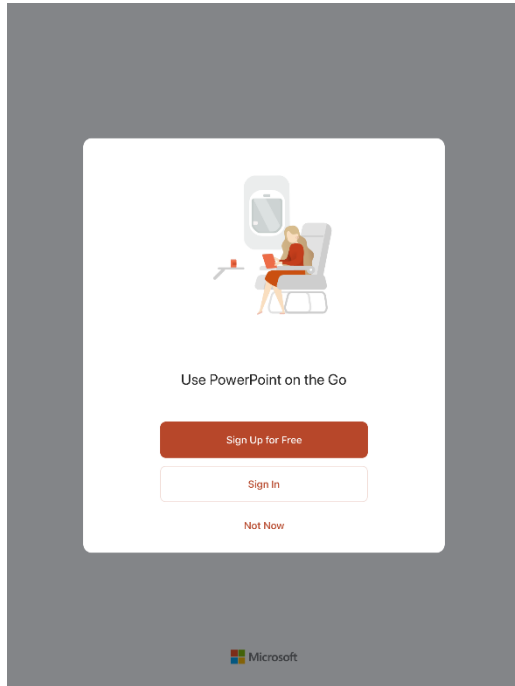 Use PowerPoint on the Go
Sign Up for Free
Sign In
Not Now
Microsoft